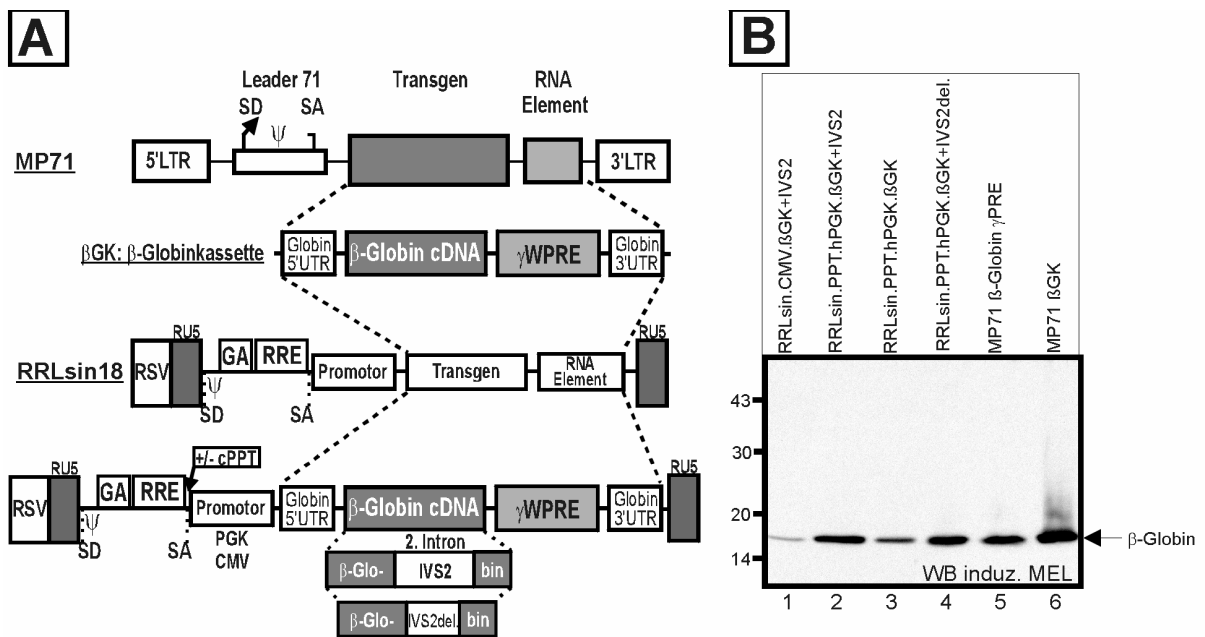 A
Leader 71
Transgen
RNA
Element
SD
SA
Ψ
MP71
5'LTR
3'LTR
βGK: β-Globinkassette
Globin
5'UTR
β-Globin cDNA
γWPRE
Globin
3'UTR
RRLsin18
RSV
RU5
Ψ
SD
GA
RRE
SA
Promotor
Transgen
RNA
Element
RU5
+/- cPPT
RSV
RU5
Ψ
SD
GA
RRE
SA
Promotor
PGK
CMV
Globin
5'UTR
β-Globin cDNA
γWPRE
Globin
3'UTR
RU5
2. Intron
β-Glo-
IVS2
bin
β-Glo-
IVS2del.
bin
B
RRLsin.CMV.ßGK+IVS2
RRLsin.PPT.hPGK.ßGK+IVS2
RRLsin.PPT.hPGK.ßGK
RRLsin.PPT.hPGK.ßGK+IVS2del.
MP71 ß-Globin γPRE
MP71 ßGK
43
30
20
14
β-Globin
WB induz. MEL
1 2 3 4 5 6